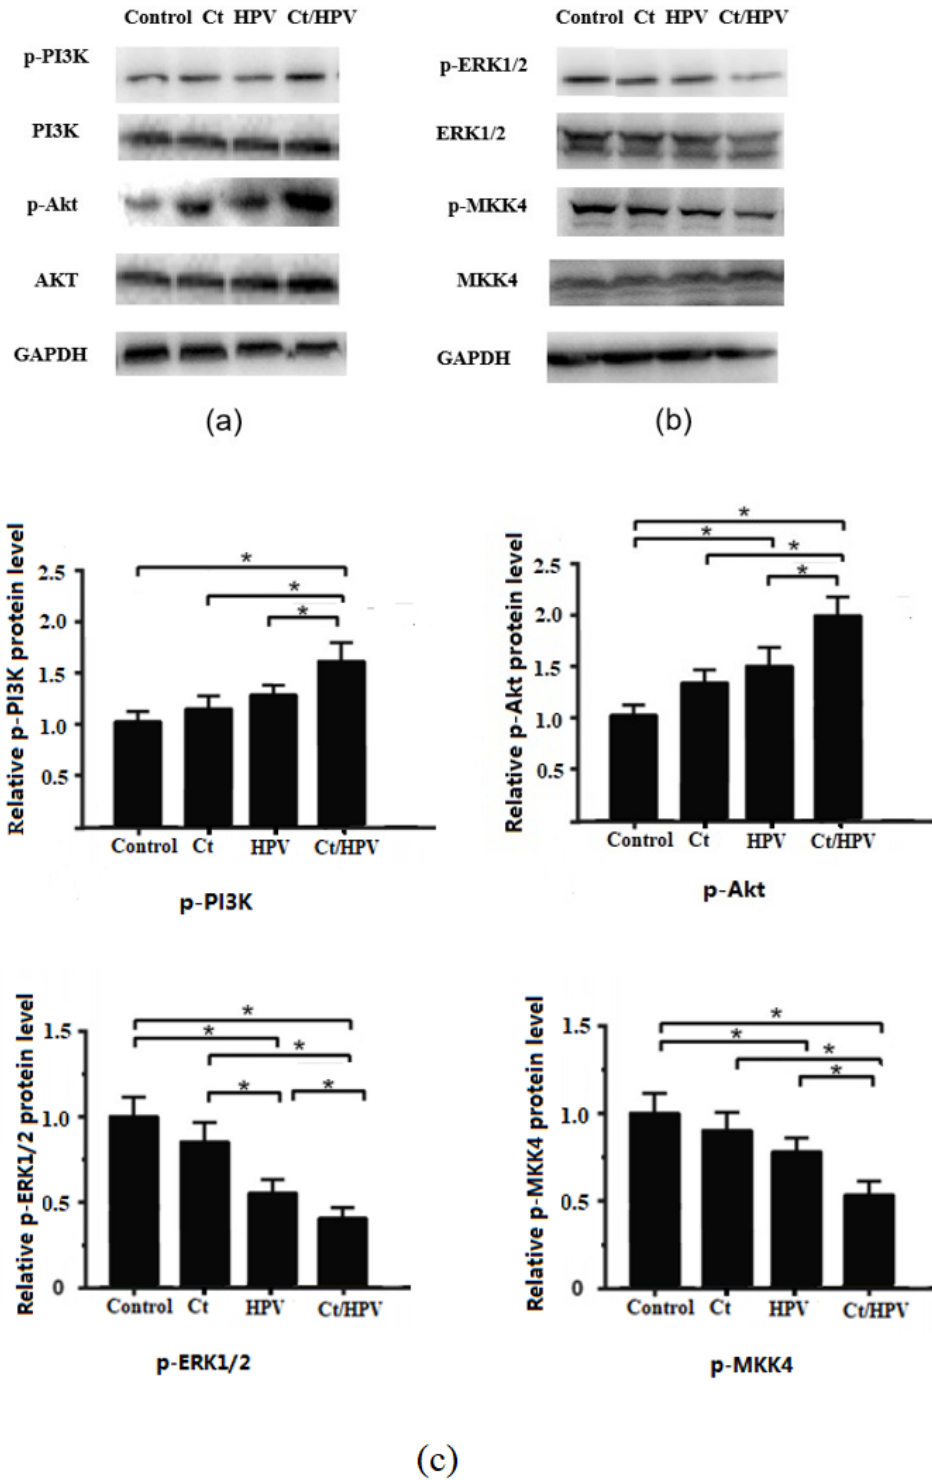 Control Ct HPV Ct/HPV
p-PI3K
PI3K
p-Akt
AKT
GAPDH
(a)
Control Ct HPV Ct/HPV
p-ERK1/2
ERK1/2
p-MKK4
MKK4
GAPDH
(b)
Relative p-PI3K protein level
2.5
2.0
1.5
1.0
0.5
*
*
*
Control Ct HPV Ct/HPV
p-PI3K
Relative p-Akt protein level
2.5
2.0
1.5
1.0
0.5
*
*
*
*
Control Ct HPV Ct/HPV
p-Akt
Relative p-ERK1/2 protein level
1.5
1.0
0.5
0
*
*
*
*
*
Control Ct HPV Ct/HPV
p-ERK1/2
Relative p-MKK4 protein level
1.5
1.0
0.5
0
*
*
*
*
Control Ct HPV Ct/HPV
p-MKK4
(c)